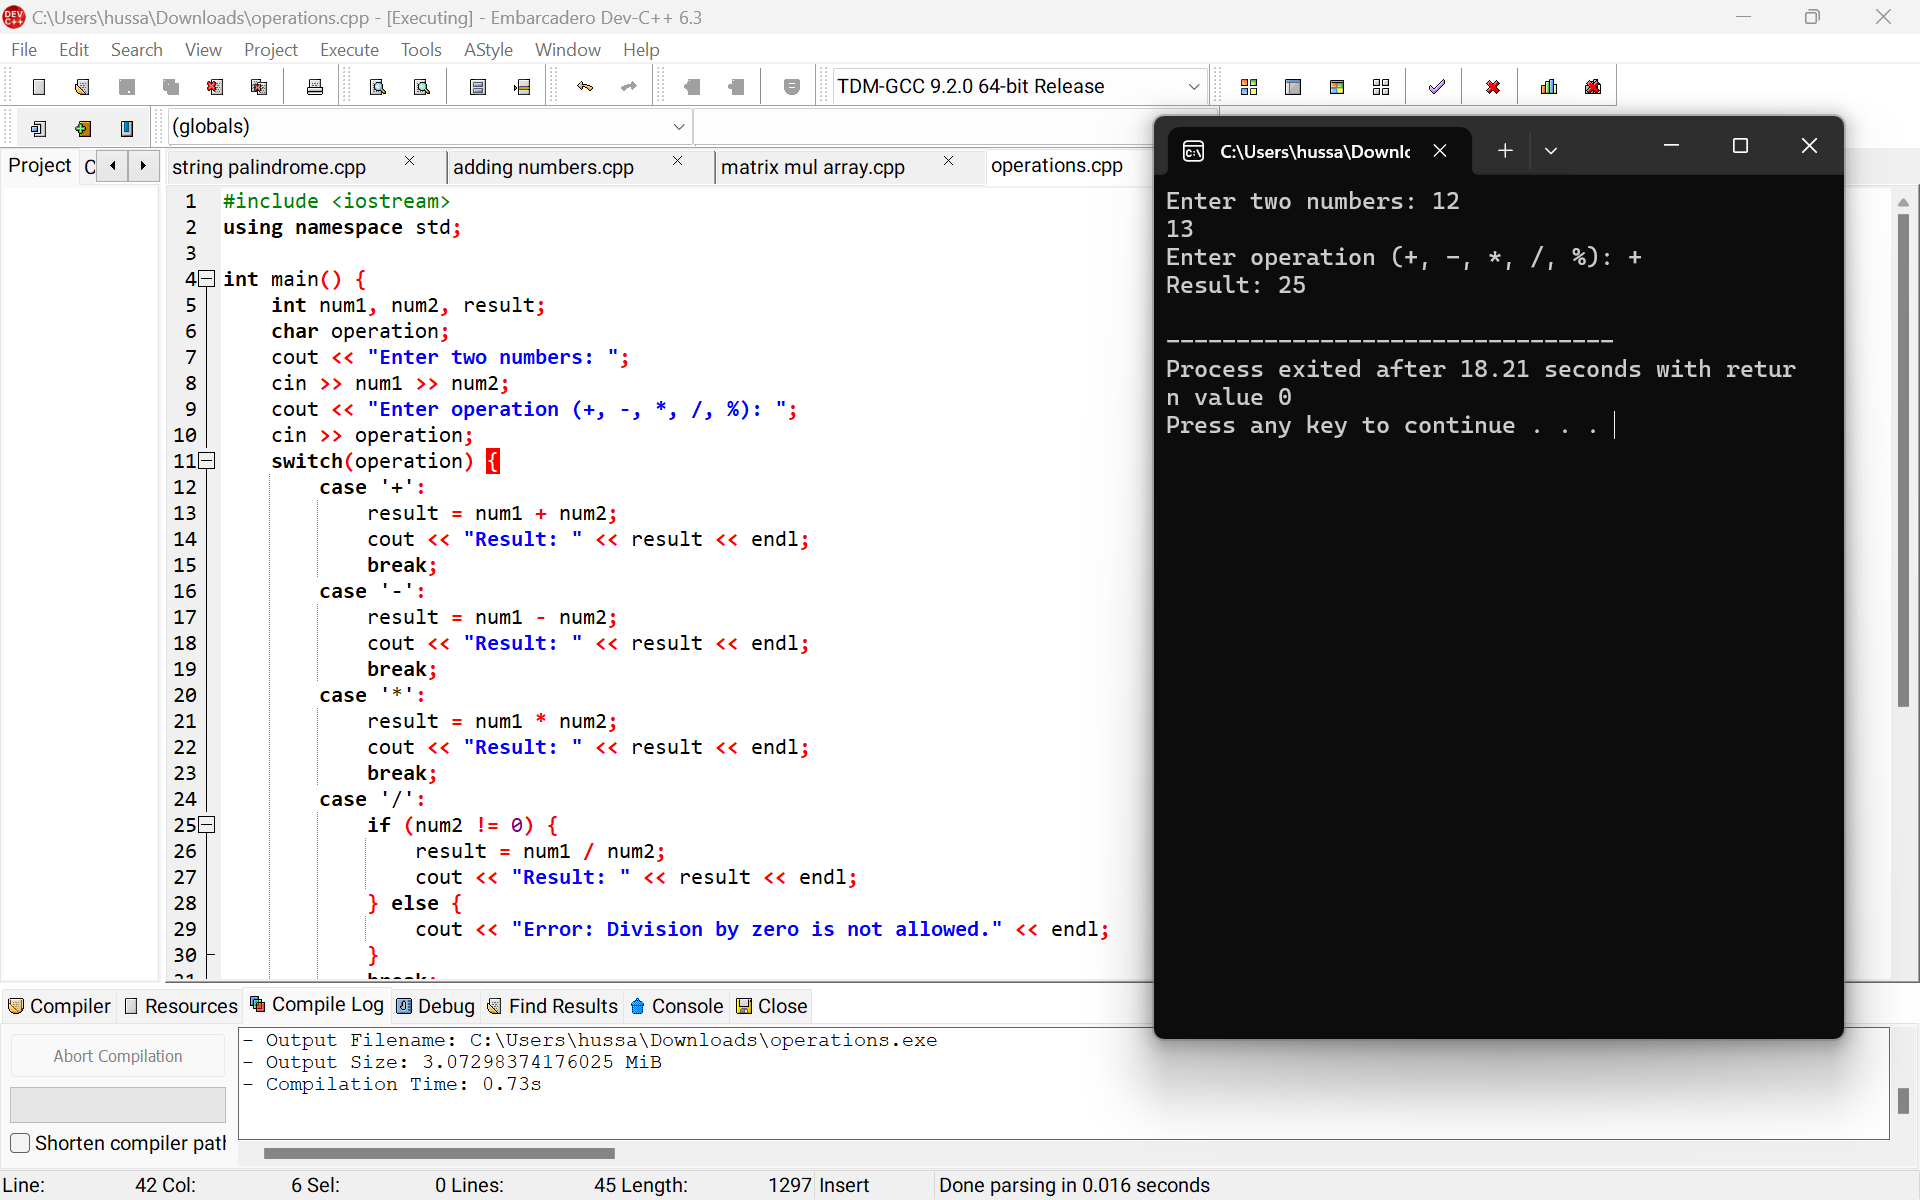 C:\Users\hussa\Downloads\operations.cpp - [Executing] - Embarcadero Dev-C++ 6.3
File Edit Search View Project Execute Tools AStyle Window Help
TDM-GCC 9.2.0 64-bit Release
(globals)
Project
string palindrome.cpp
adding numbers.cpp
matrix mul array.cpp
operations.cpp
1 #include <iostream>
2 using namespace std;
3
4 int main() {
5 int num1, num2, result;
6 char operation;
7 cout << "Enter two numbers: ";
8 cin >> num1 >> num2;
9 cout << "Enter operation (+, -, *, /, %): ";
10 cin >> operation;
11 switch(operation) {
12 case '+':
13 result = num1 + num2;
14 cout << "Result: " << result << endl;
15 break;
16 case '-':
17 result = num1 - num2;
18 cout << "Result: " << result << endl;
19 break;
20 case '*':
21 result = num1 * num2;
22 cout << "Result: " << result << endl;
23 break;
24 case '/':
25 if (num2 != 0) {
26 result = num1 / num2;
27 cout << "Result: " << result << endl;
28 } else {
29 cout << "Error: Division by zero is not allowed." << endl;
30 }
C:\Users\hussa\Downlc
Enter two numbers: 12
13
Enter operation (+, -, *, /, %): +
Result: 25
--------------------------------
Process exited after 18.21 seconds with retur
n value 0
Press any key to continue . . .
Compiler Resources Compile Log Debug Find Results Console Close
Abort Compilation
Shorten compiler path
- Output Filename: C:\Users\hussa\Downloads\operations.exe
- Output Size: 3.07298374176025 MiB
- Compilation Time: 0.73s
Line: 42 Col: 6 Sel: 0 Lines: 45 Length: 1297 Insert Done parsing in 0.016 seconds